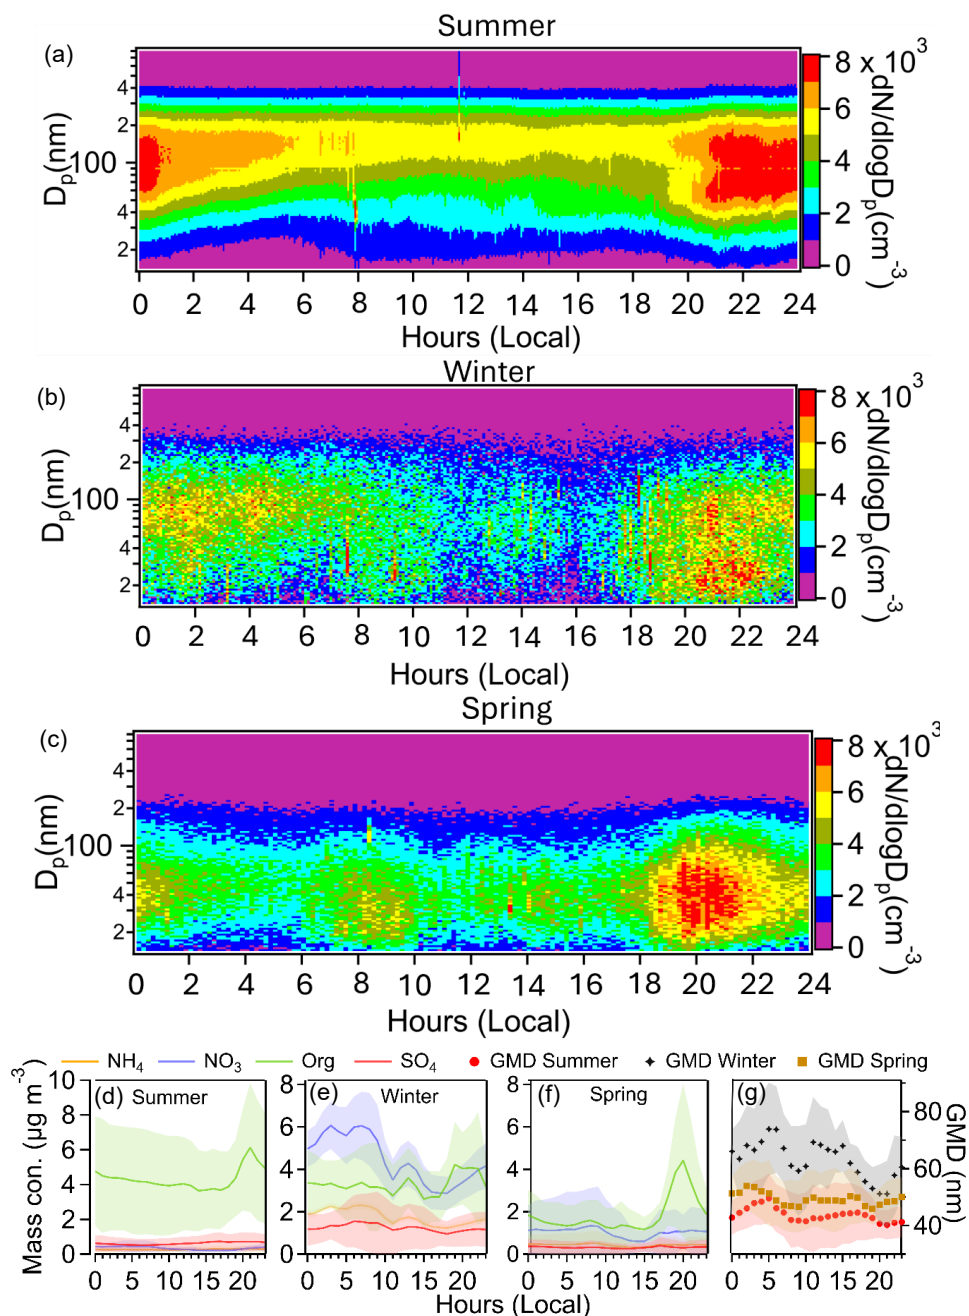 Summer
(a)
8 x 10³
6
4
2
0
dN/dlogDp(cm⁻³)
Dp(nm)
4
2
100
4
2
0 2 4 6 8 10 12 14 16 18 20 22 24
Hours (Local)
Winter
(b)
8 x 10³
6
4
2
0
dN/dlogDp(cm⁻³)
Dp(nm)
4
2
100
4
2
0 2 4 6 8 10 12 14 16 18 20 22 24
Hours (Local)
Spring
(c)
8 x 10³
6
4
2
0
dN/dlogDp(cm⁻³)
Dp(nm)
4
2
100
4
2
0 2 4 6 8 10 12 14 16 18 20 22 24
Hours (Local)
NH₄ NO₃ Org SO₄ GMD Summer GMD Winter GMD Spring
Mass con. (µg m⁻³)
10
8
6
4
2
0
(d) Summer
0 5 10 15 20
8
6
4
2
0
(e) Winter
0 5 10 15 20
8
6
4
2
0
(f) Spring
0 5 10 15 20
(g)
80
60
40
GMD (nm)
0 5 10 15 20
Hours (Local)